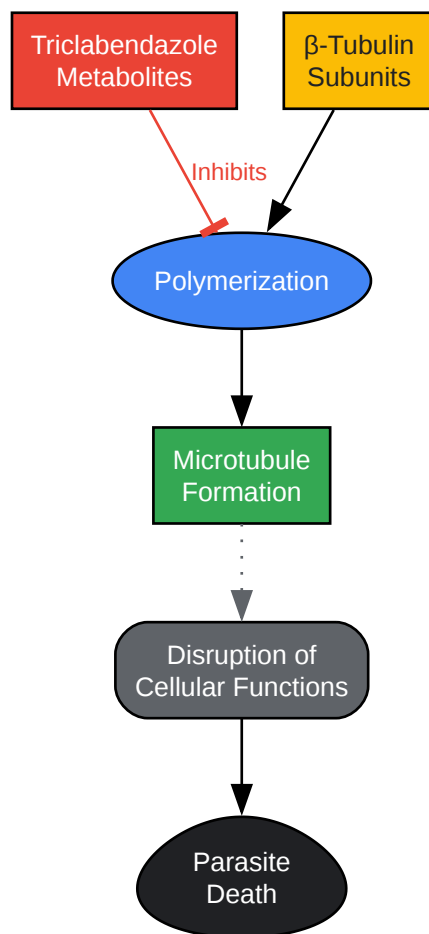 Triclabendazole
Metabolites
β-Tubulin
Subunits
Inhibits
Polymerization
Microtubule
Formation
Disruption of
Cellular Functions
Parasite
Death